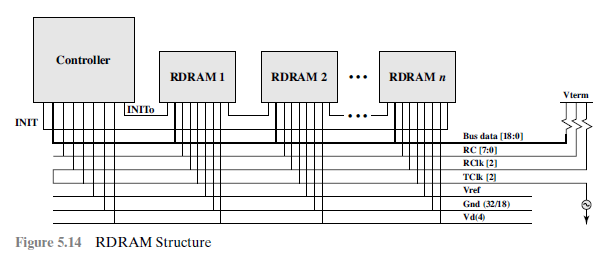 Controller
RDRAM 1
RDRAM 2
• • •
RDRAM n
Vterm
INITo
INIT
• • •
Bus data [18:0]
RC [7:0]
RClk [2]
TClk [2]
Vref
Gnd (32/18)
Vd(4)
Figure 5.14 RDRAM Structure